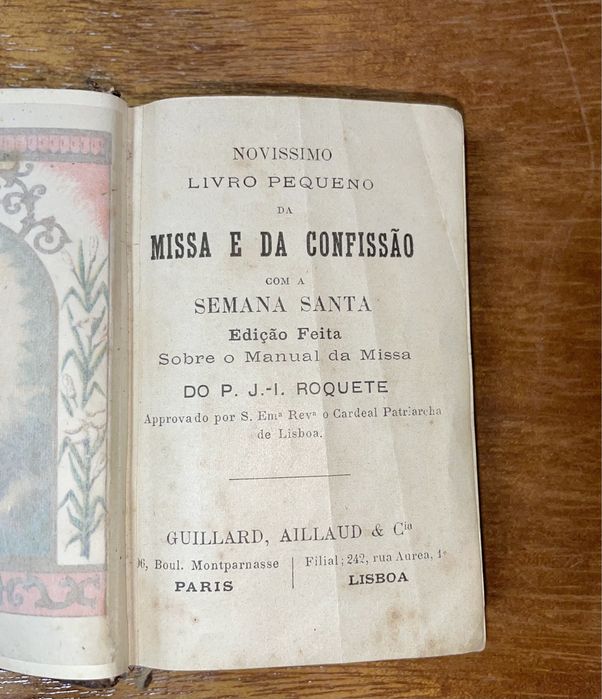 NOVISSIMO
LIVRO PEQUENO
DA
MISSA E DA CONFISSÃO
COM A
SEMANA SANTA
Edição Feita
Sobre o Manual da Missa
DO P. J.-I. ROQUETE
Approvado por S. Emª Revª o Cardeal Patriarcha
de Lisboa.
GUILLARD, AILLAUD & Cia
6, Boul. Montparnasse
PARIS
Filial; 242, rua Aurea, 1º
LISBOA